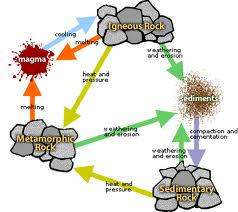 cooling
Igneous Rock
melting
magma
weathering
and erosion
heat and
pressure
sediments
melting
compaction and
cementation
weathering
and erosion
weathering
and erosion
Metamorphic
Rock
heat and
pressure
Sedimentary
Rock